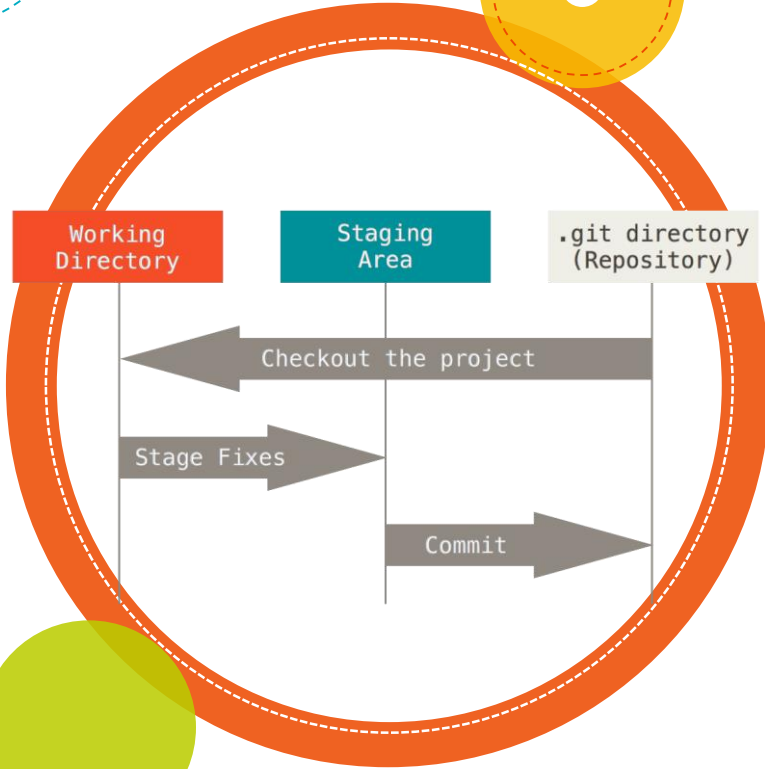 Working
Directory
Staging
Area
.git directory
(Repository)
Checkout the project
Stage Fixes
Commit